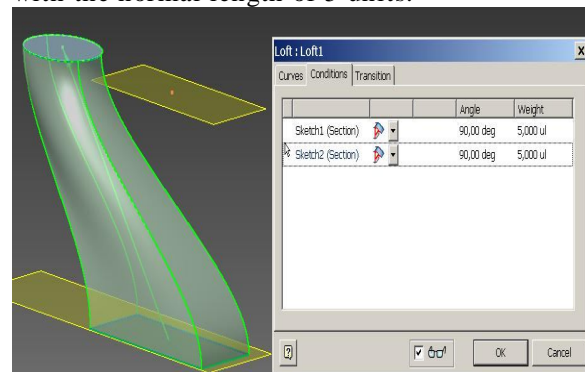 with the normal length of 5 units.
Loft : Loft1
X
Curves Conditions Transition
Angle Weight
Sketch1 (Section) 90,00 deg 5,000 ul
Sketch2 (Section) 90,00 deg 5,000 ul
? OK Cancel